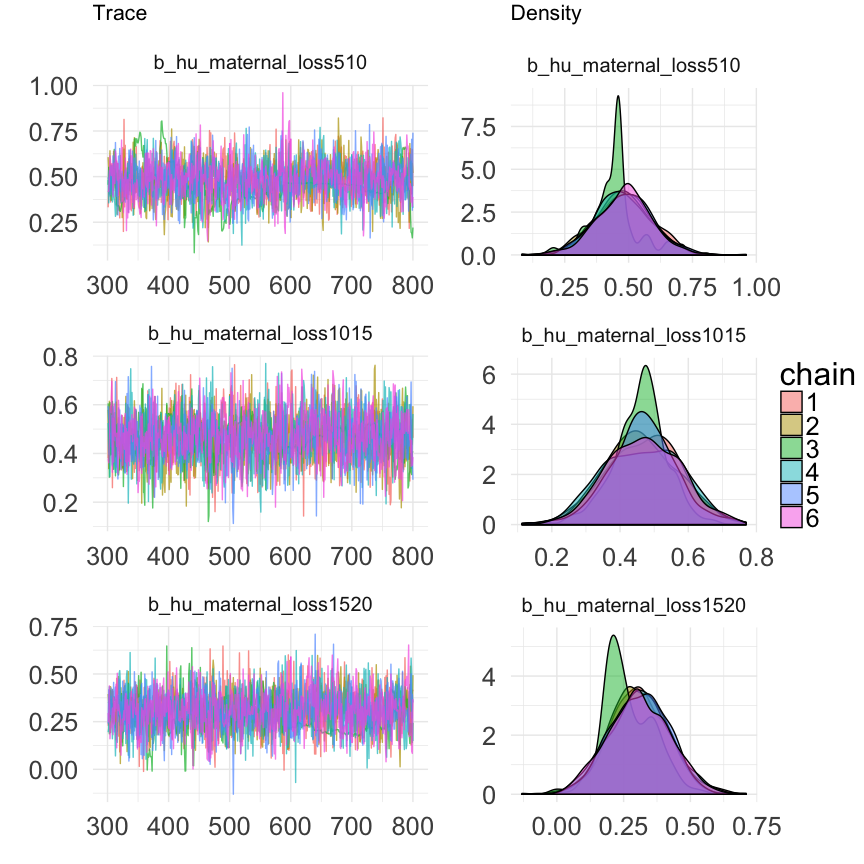 Trace
Density
b_hu_maternal_loss510
1.00
0.75
0.50
0.25
300 400 500 600 700 800
b_hu_maternal_loss510
7.5
5.0
2.5
0.0
0.25 0.50 0.75 1.00
b_hu_maternal_loss1015
0.8
0.6
0.4
0.2
300 400 500 600 700 800
b_hu_maternal_loss1015
6
4
2
0
0.2 0.4 0.6 0.8
b_hu_maternal_loss1520
0.75
0.50
0.25
0.00
300 400 500 600 700 800
b_hu_maternal_loss1520
4
2
0
0.00 0.25 0.50 0.75
chain
1
2
3
4
5
6